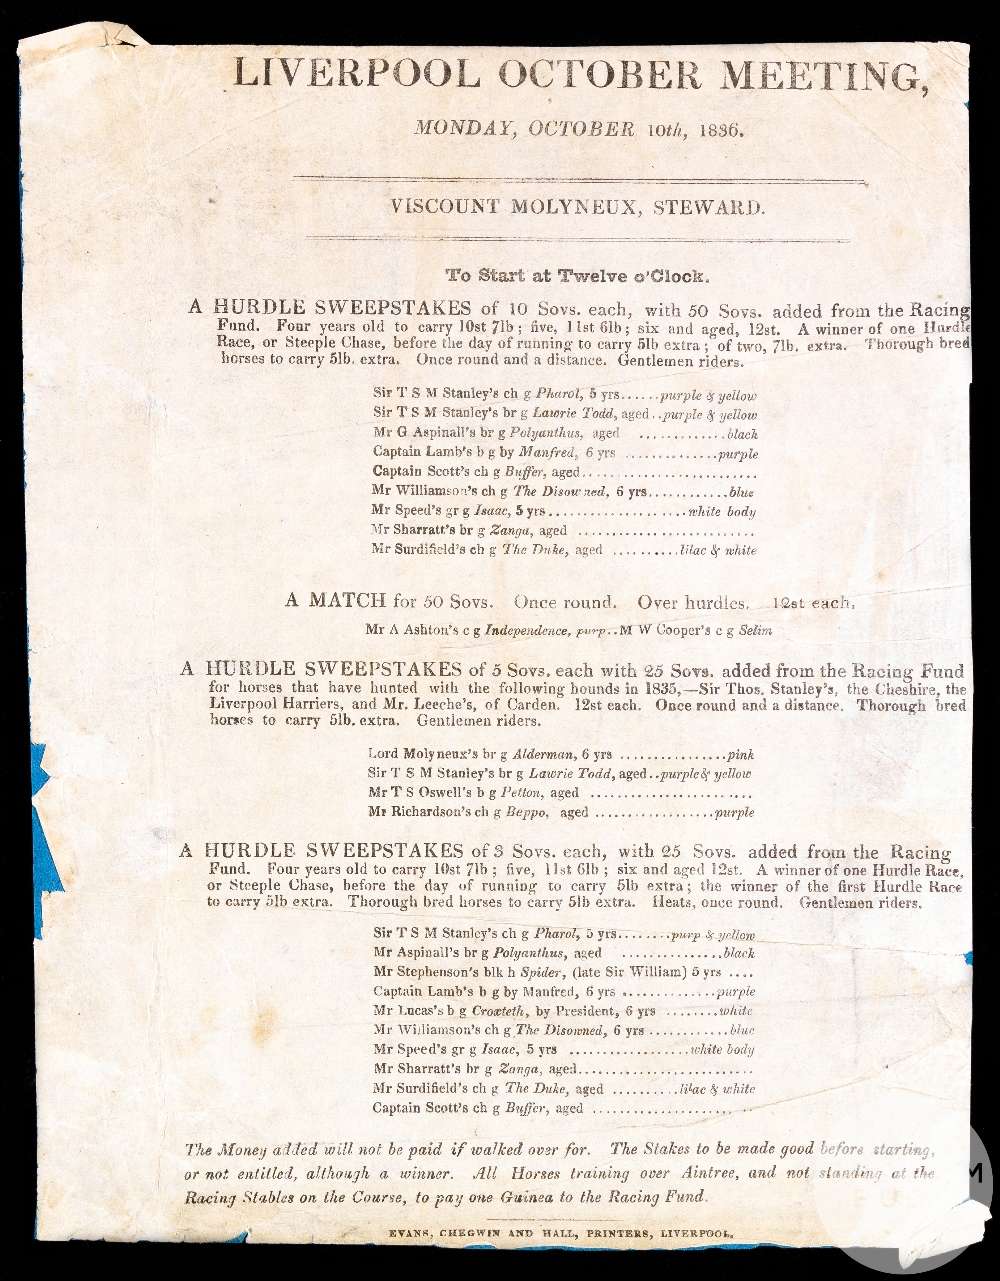 LIVERPOOL OCTOBER MEETING,
MONDAY, OCTOBER 10th, 1836.
VISCOUNT MOLYNEUX, STEWARD.
To Start at Twelve o'Clock.
A HURDLE SWEEPSTAKES of 10 Sovs. each, with 50 Sovs. added from the Racing
Fund. Four years old to carry 10st 7lb; five, 11st 6lb; six and aged, 12st. A winner of one Hurdle
Race, or Steeple Chase, before the day of running to carry 5lb extra; of two, 7lb. extra. Thorough bred
horses to carry 5lb. extra. Once round and a distance. Gentlemen riders.
Sir T S M Stanley's ch g Pharol, 5 yrs......purple & yellow
Sir T S M Stanley's br g Lawrie Todd, aged..purple & yellow
Mr G Aspinall's br g Polyanthus, aged .............black
Captain Lamb's b g by Manfred, 6 yrs ..............purple
Captain Scott's ch g Buffer, aged..........................
Mr Williamson's ch g The Disowned, 6 yrs............blue
Mr Speed's gr g Isaac, 5 yrs.....................white body
Mr Sharratt's br g Zanga, aged ..........................
Mr Surdifield's ch g The Duke, aged ..........lilac & white
A MATCH for 50 Sovs. Once round. Over hurdles. 12st each,
Mr A Ashton's c g Independence, purp..M W Cooper's c g Selim
A HURDLE SWEEPSTAKES of 5 Sovs. each with 25 Sovs. added from the Racing Fund
for horses that have hunted with the following hounds in 1835,—Sir Thos. Stanley's, the Cheshire, the
Liverpool Harriers, and Mr. Leeche's, of Carden. 12st each. Once round and a distance. Thorough bred
horses to carry 5lb. extra. Gentlemen riders.
Lord Molyneux's br g Alderman, 6 yrs ................pink
Sir T S M Stanley's br g Lawrie Todd, aged..purple & yellow
Mr T S Oswell's b g Petton, aged ........................
Mr Richardson's ch g Beppo, aged ..................purple
A HURDLE SWEEPSTAKES of 3 Sovs. each, with 25 Sovs. added from the Racing
Fund. Four years old to carry 10st 7lb; five, 11st 6lb; six and aged 12st. A winner of one Hurdle Race,
or Steeple Chase, before the day of running to carry 5lb extra; the winner of the first Hurdle Race
to carry 5lb extra. Thorough bred horses to carry 5lb extra. Heats, once round. Gentlemen riders.
Sir T S M Stanley's ch g Pharol, 5 yrs........purp & yellow
Mr Aspinall's br g Polyanthus, aged ...............black
Mr Stephenson's blk h Spider, (late Sir William) 5 yrs ....
Captain Lamb's b g by Manfred, 6 yrs ..............purple
Mr Lucas's b g Croxteth, by President, 6 yrs ........white
Mr Williamson's ch g The Disowned, 6 yrs ............blue
Mr Speed's gr g Isaac, 5 yrs ..................white body
Mr Sharratt's br g Zanga, aged..........................
Mr Surdifield's ch g The Duke, aged ..........lilac & white
Captain Scott's ch g Buffer, aged ........................
The Money added will not be paid if walked over for. The Stakes to be made good before starting,
or not entitled, although a winner. All Horses training over Aintree, and not standing at the
Racing Stables on the Course, to pay one Guinea to the Racing Fund.
EVANS, CHEGWIN AND HALL, PRINTERS, LIVERPOOL.
M